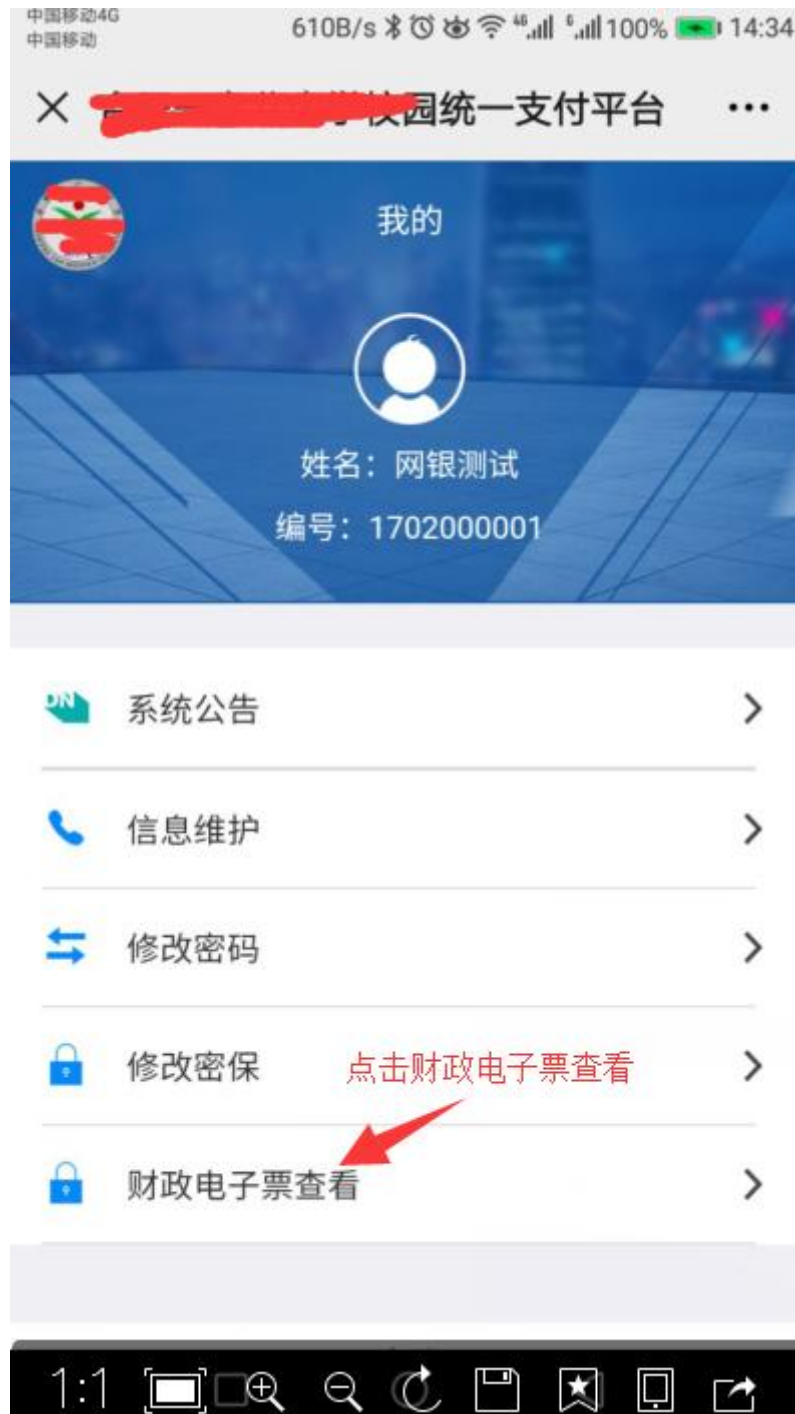 中国移动4G
中国移动
610B/s 4G 6 100% 14:34
校园统一支付平台
我的
姓名：网银测试
编号：1702000001
系统公告
信息维护
修改密码
修改密保
点击财政电子票查看
财政电子票查看
1:1